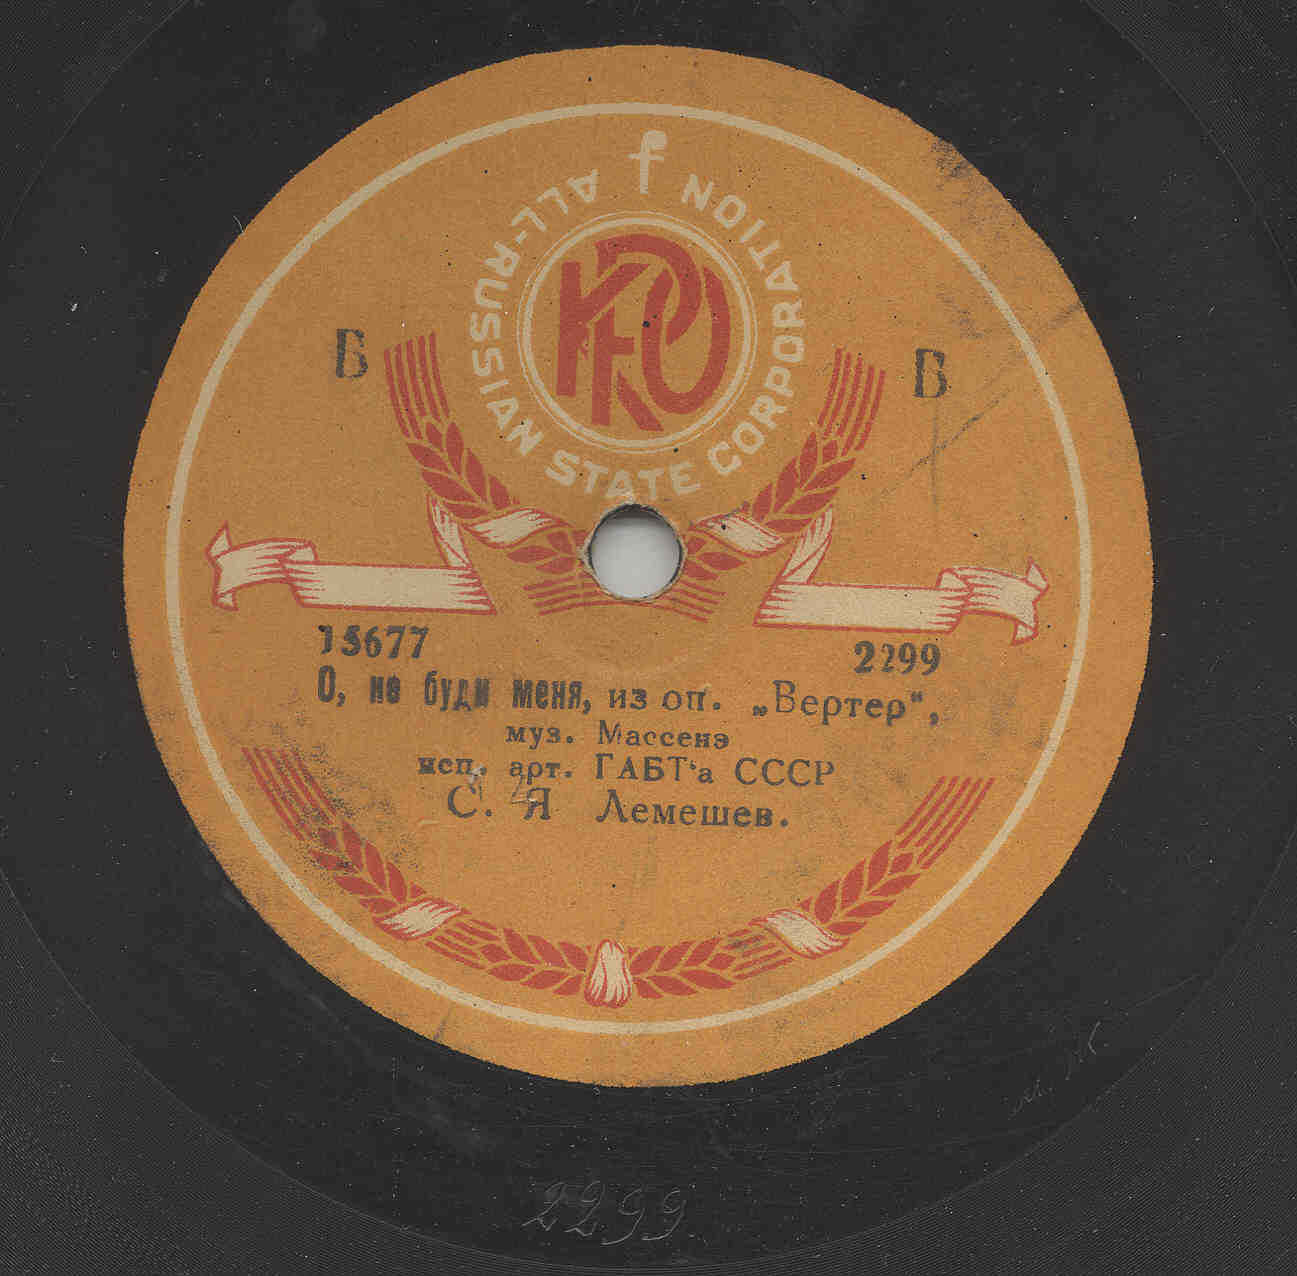 ALL-RUSSIAN STATE CORPORATION
В В
15677 2299
О, не буди меня, из оп. „Вертер“,
муз. Массенэ
исп. арт. ГАБТ‘а СССР
С. Я Лемешев.
2299